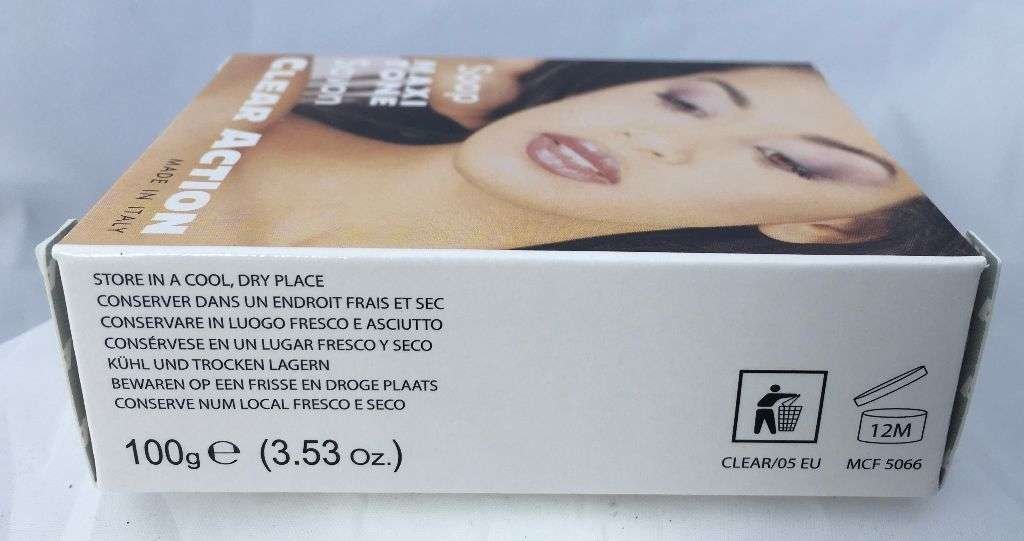 Soap
MAXI
TONE
Savon
CLEAR ACTION
MADE IN ITALY
STORE IN A COOL, DRY PLACE
CONSERVER DANS UN ENDROIT FRAIS ET SEC
CONSERVARE IN LUOGO FRESCO E ASCIUTTO
CONSÉRVESE EN UN LUGAR FRESCO Y SECO
KÜHL UND TROCKEN LAGERN
BEWAREN OP EEN FRISSE EN DROGE PLAATS
CONSERVE NUM LOCAL FRESCO E SECO
100g e (3.53 Oz.)
12M
CLEAR/05 EU
MCF 5066